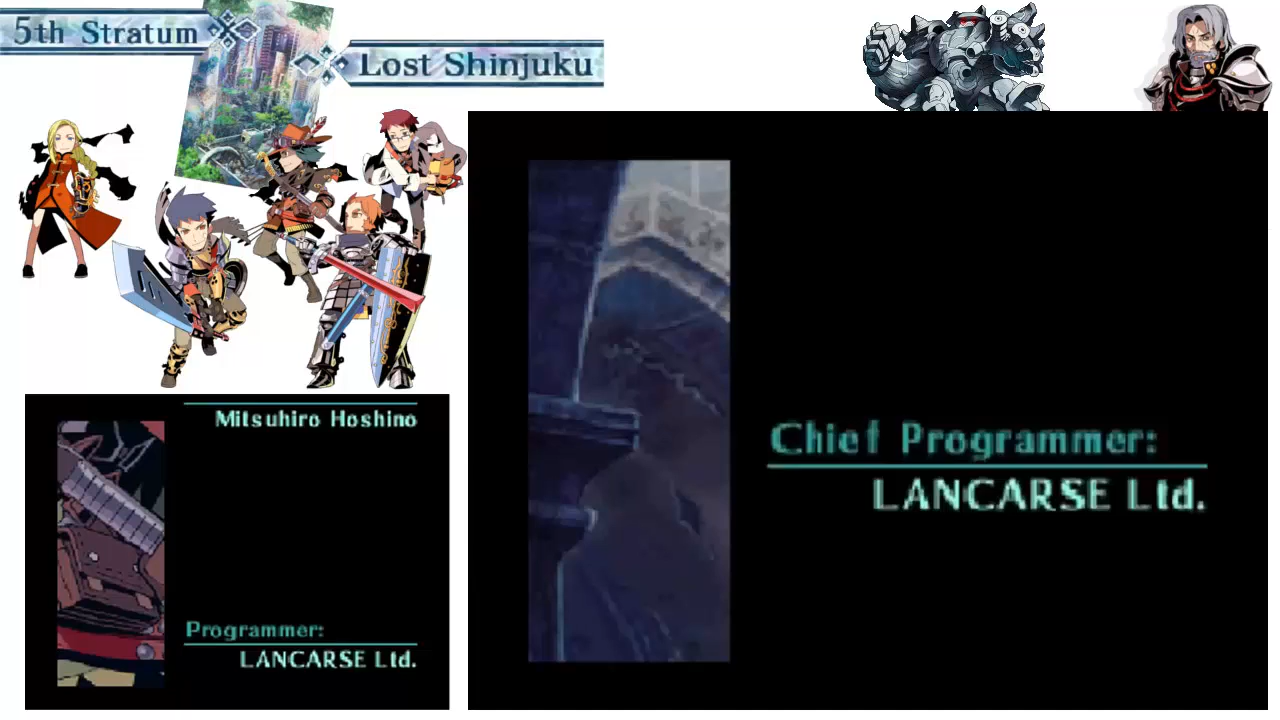 5th Stratum
Lost Shinjuku
Mitsuhiro Hoshino
Programmer:
LANCARSE Ltd.
Chief Programmer:
LANCARSE Ltd.